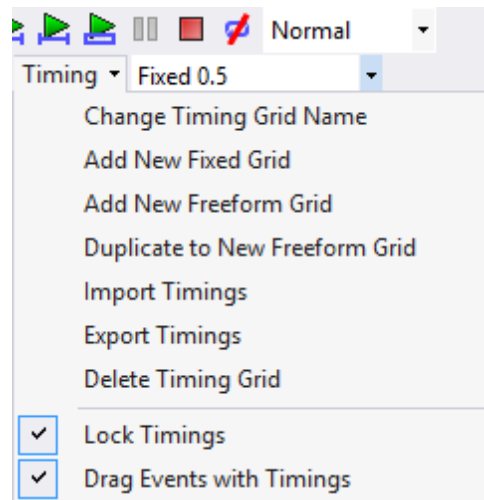 Normal
Timing Fixed 0.5
Change Timing Grid Name
Add New Fixed Grid
Add New Freeform Grid
Duplicate to New Freeform Grid
Import Timings
Export Timings
Delete Timing Grid
Lock Timings
Drag Events with Timings